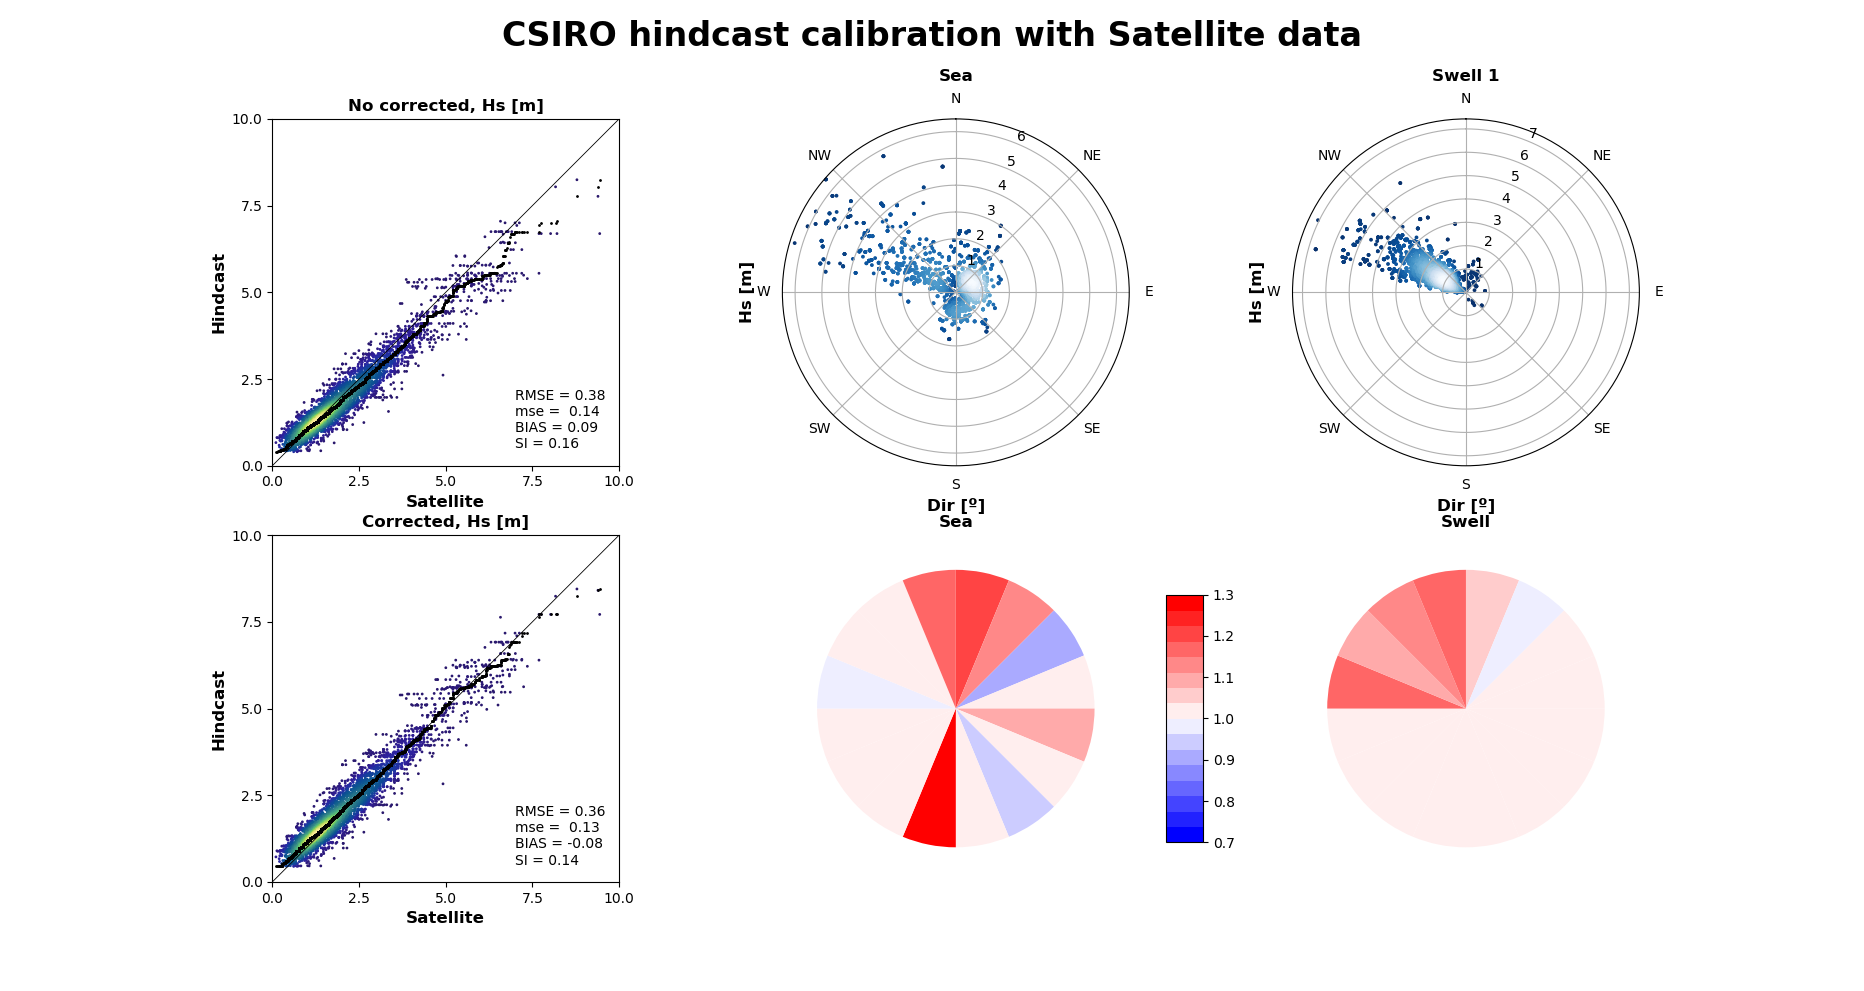 CSIRO hindcast calibration with Satellite data
No corrected, Hs [m]
10.0
7.5
5.0
2.5
0.0
Hindcast
RMSE = 0.38
mse =  0.14
BIAS = 0.09
SI = 0.16
0.0 2.5 5.0 7.5 10.0
Satellite
Sea
N
NW
NE
W
E
SW
SE
S
6
5
4
3
2
1
Hs [m]
Dir [º]
Swell 1
N
NW
NE
W
E
SW
SE
S
7
6
5
4
3
2
1
Hs [m]
Dir [º]
Corrected, Hs [m]
10.0
7.5
5.0
2.5
0.0
Hindcast
RMSE = 0.36
mse =  0.13
BIAS = -0.08
SI = 0.14
0.0 2.5 5.0 7.5 10.0
Satellite
Sea
1.3
1.2
1.1
1.0
0.9
0.8
0.7
Swell